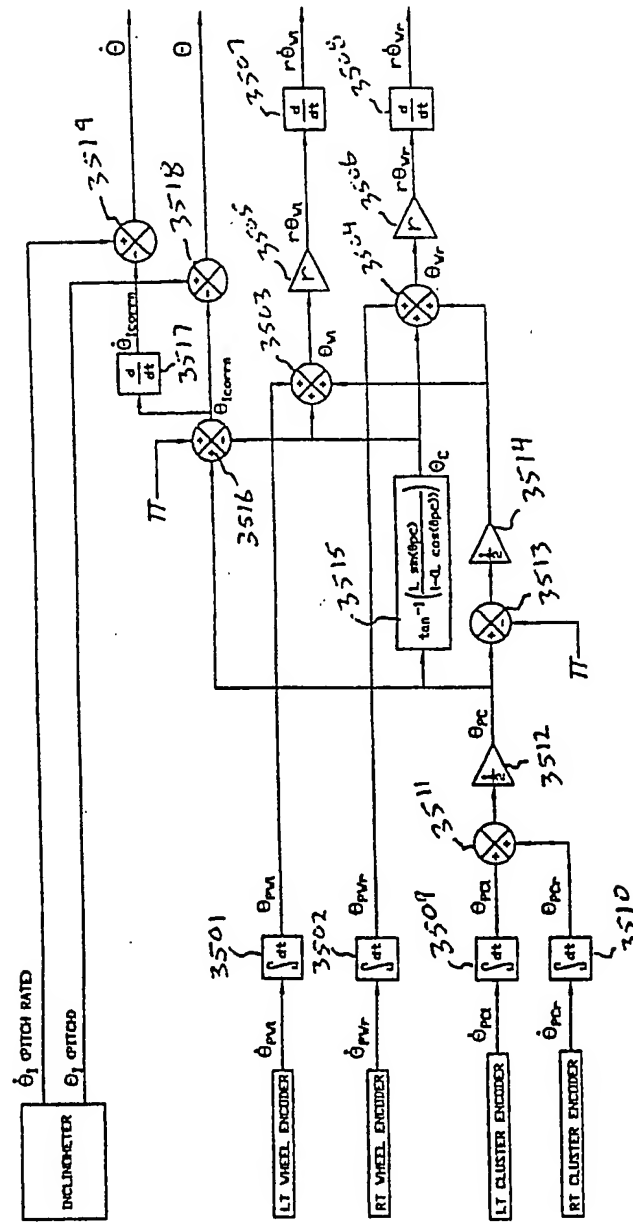 θ̇
θ
rθ̇Wl
rθ̇Wr
3507
3508
d
dt
d
dt
3519
3518
rθWl
rθWr
3505
3506
r
r
3504
θWr
θWl
3503
θ̇Icorrn
3517
d
dt
θIcorrn
π
3516
θC
3514
1
2
3515
tan⁻¹( L sin(θPC)
1-(L cos(θPC)) )
3513
π
θPC
3512
1
2
3511
θPWl
θPWr
θPCl
θPCr
3501
3502
3509
3510
∫dt
∫dt
∫dt
∫dt
θ̇I (PITCH RATE)
θI (PITCH)
θ̇PWl
θ̇PWr
θ̇PCl
θ̇PCr
INCLINOMETER
LT WHEEL ENCODER
RT WHEEL ENCODER
LT CLUSTER ENCODER
RT CLUSTER ENCODER